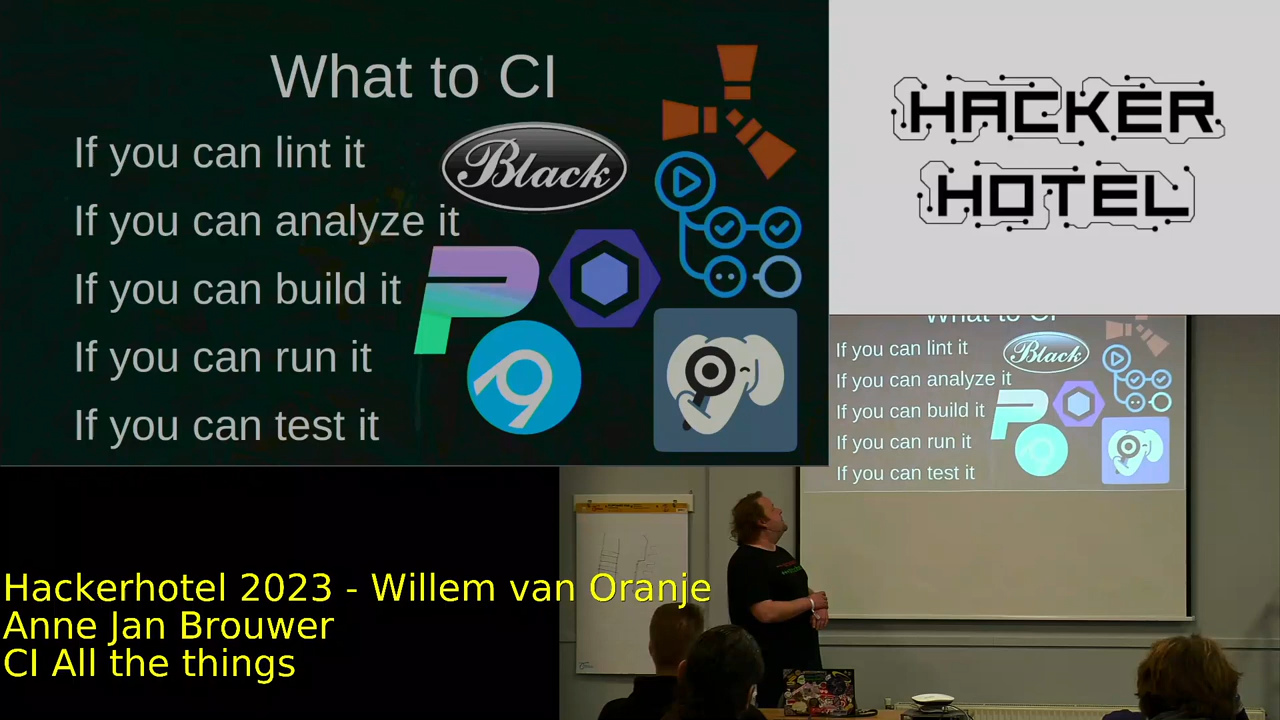 What to CI
If you can lint it
If you can analyze it
If you can build it
If you can run it
If you can test it
Black
HACKER
HOTEL
What to CI
If you can lint it
If you can analyze it
If you can build it
If you can run it
If you can test it
Black
Hackerhotel 2023 - Willem van Oranje
Anne Jan Brouwer
CI All the things